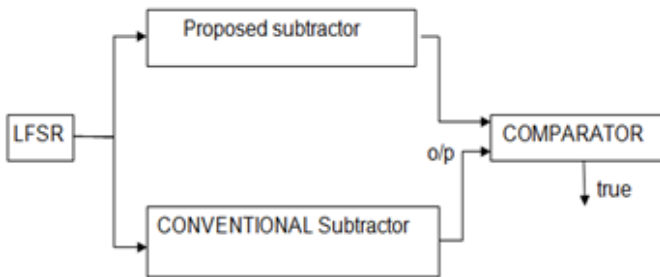 Proposed subtractor
LFSR
COMPARATOR
o/p
true
CONVENTIONAL Subtractor